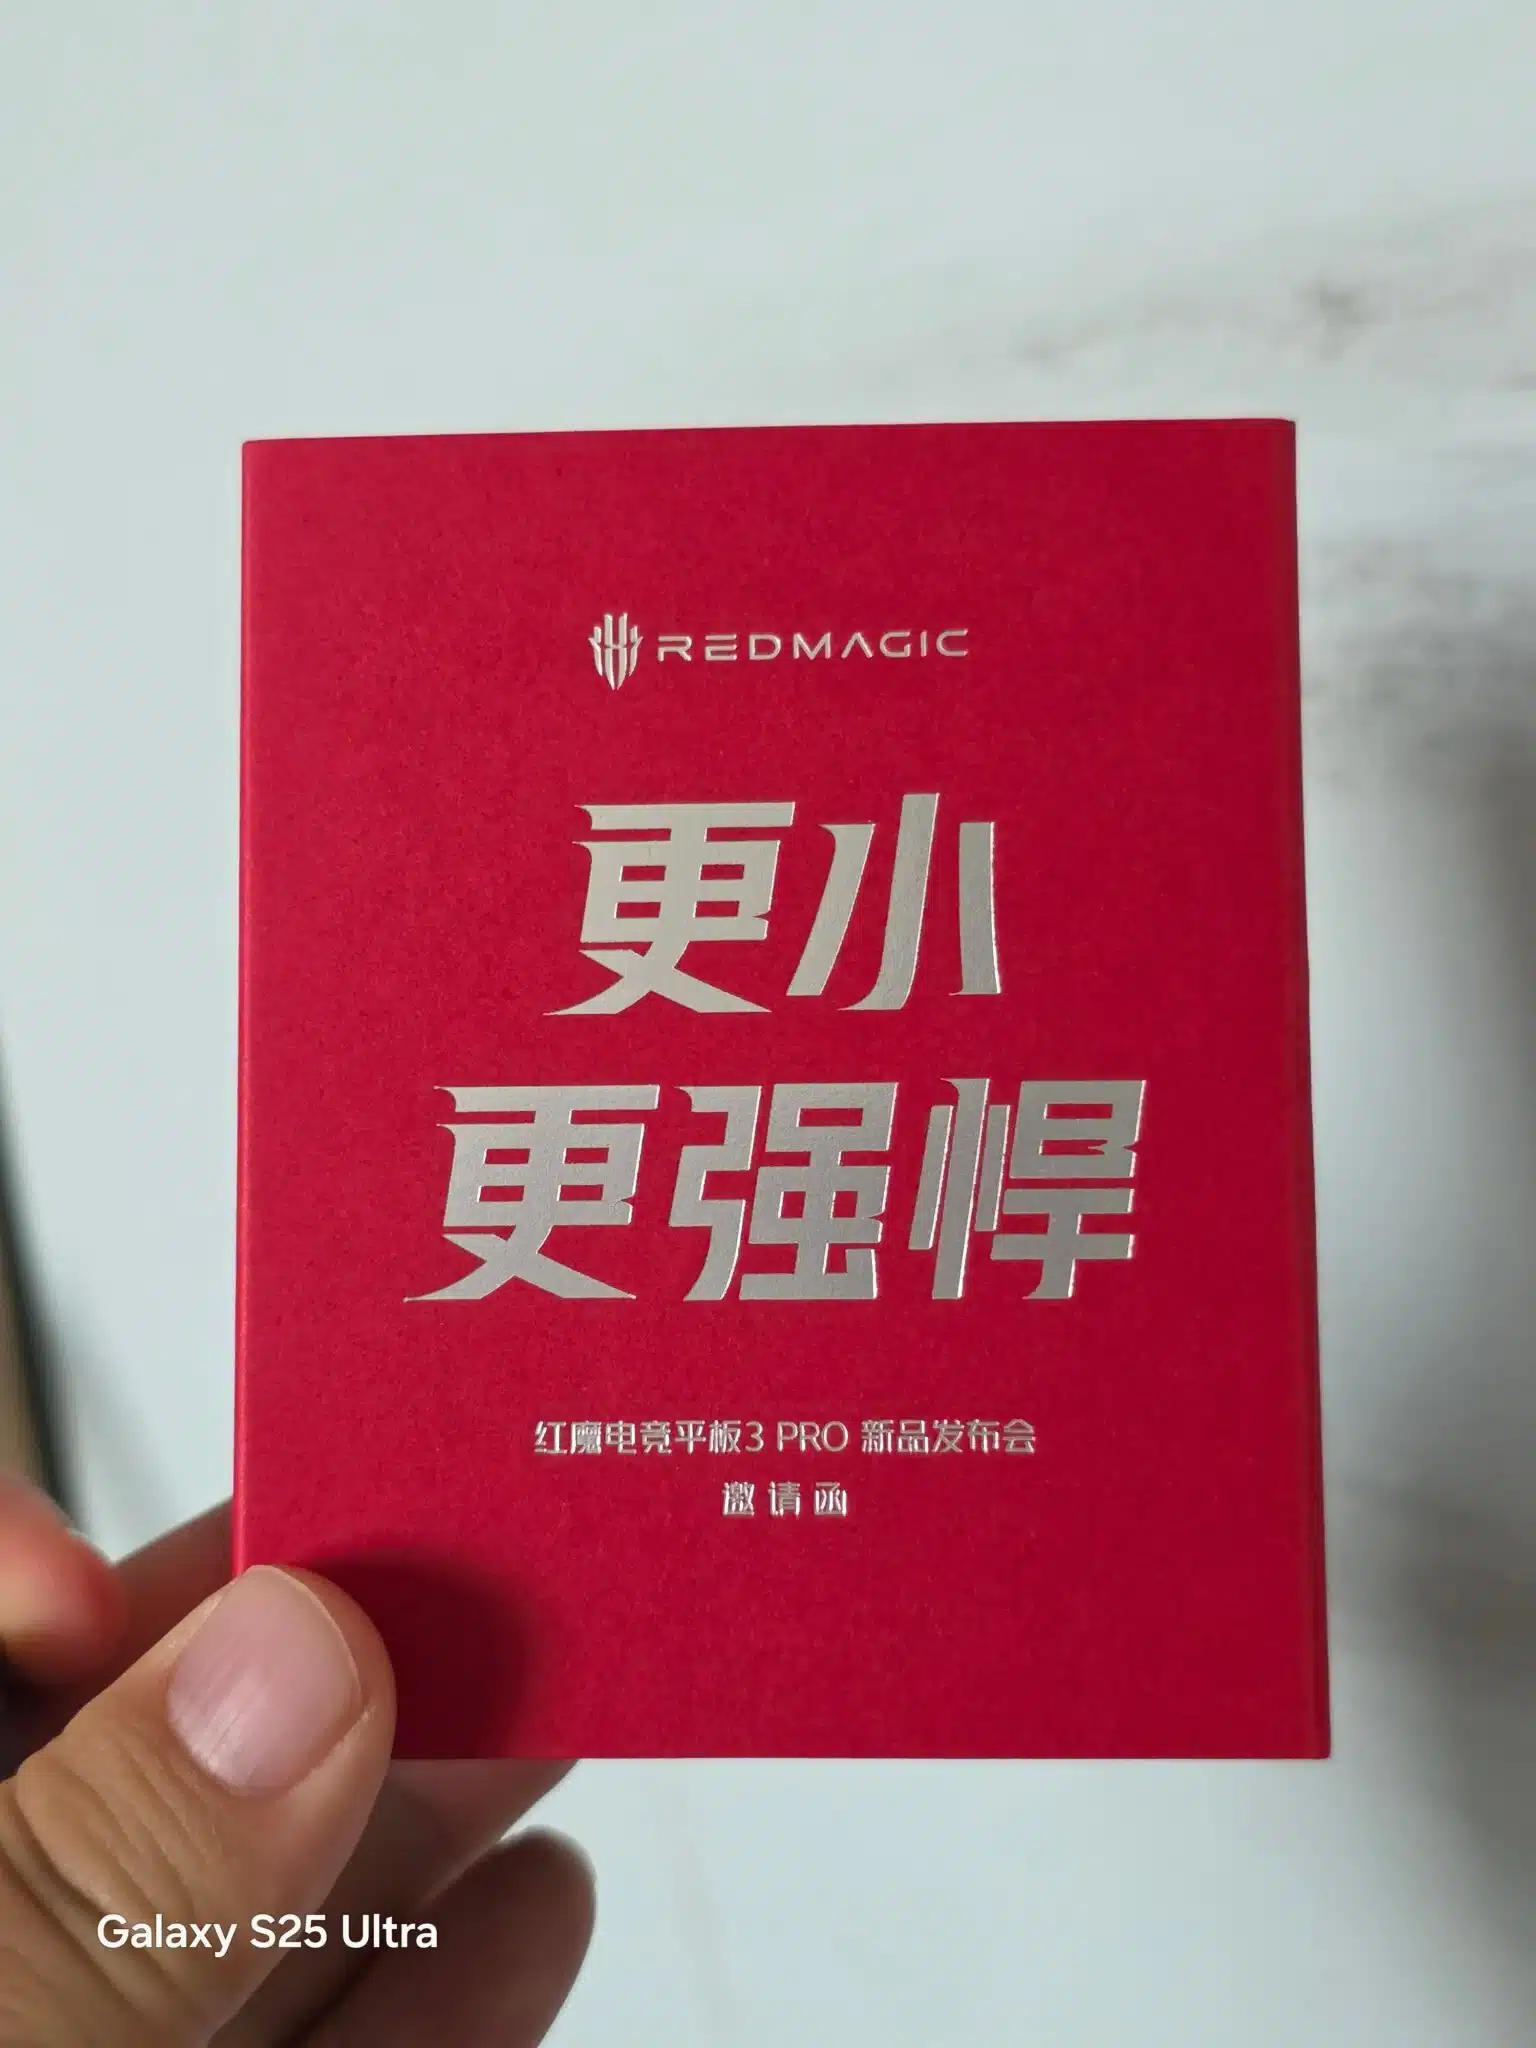 REDMAGIC
更小
更强悍
红魔电竞平板3 PRO 新品发布会
邀请函
Galaxy S25 Ultra